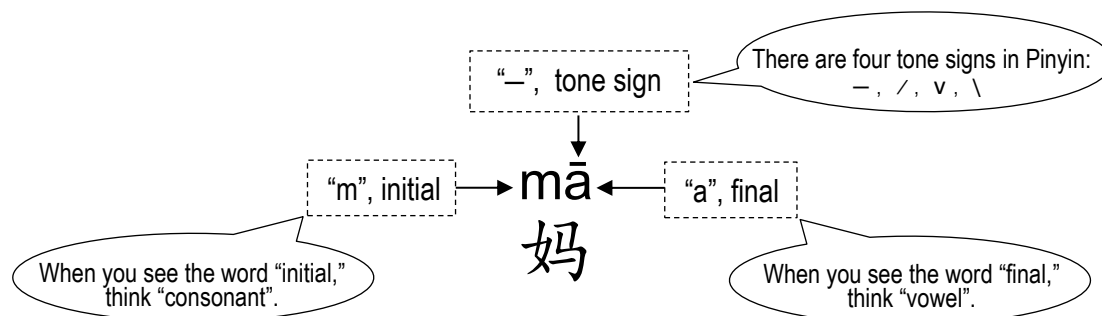 There are four tone signs in Pinyin:
ー , ˊ , ∨ , \
“—”, tone sign
“m”, initial
mā
“a”, final
妈
When you see the word “initial,”
think “consonant”.
When you see the word “final,”
think “vowel”.